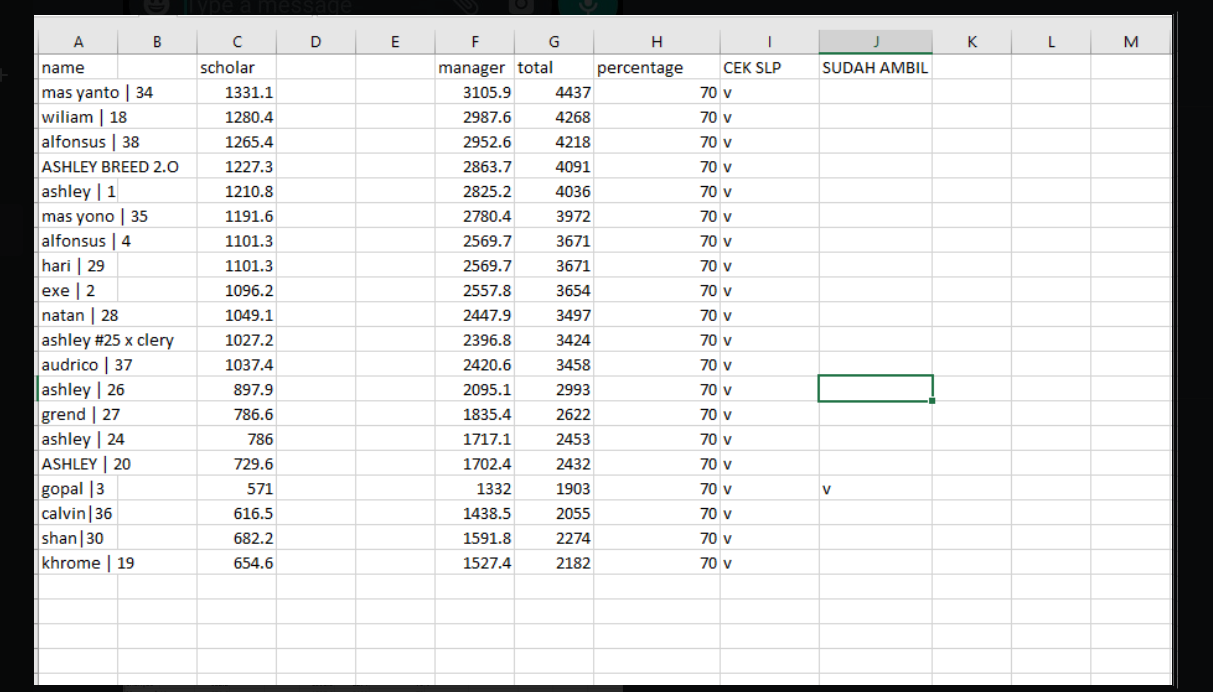 Type a message
A B C D E F G H I J K L M
name scholar manager total percentage CEK SLP SUDAH AMBIL
mas yanto | 34 1331.1 3105.9 4437 70 v
wiliam | 18 1280.4 2987.6 4268 70 v
alfonsus | 38 1265.4 2952.6 4218 70 v
ASHLEY BREED 2.O 1227.3 2863.7 4091 70 v
ashley | 1 1210.8 2825.2 4036 70 v
mas yono | 35 1191.6 2780.4 3972 70 v
alfonsus | 4 1101.3 2569.7 3671 70 v
hari | 29 1101.3 2569.7 3671 70 v
exe | 2 1096.2 2557.8 3654 70 v
natan | 28 1049.1 2447.9 3497 70 v
ashley #25 x clery 1027.2 2396.8 3424 70 v
audrico | 37 1037.4 2420.6 3458 70 v
ashley | 26 897.9 2095.1 2993 70 v
grend | 27 786.6 1835.4 2622 70 v
ashley | 24 786 1717.1 2453 70 v
ASHLEY | 20 729.6 1702.4 2432 70 v
gopal |3 571 1332 1903 70 v v
calvin|36 616.5 1438.5 2055 70 v
shan|30 682.2 1591.8 2274 70 v
khrome | 19 654.6 1527.4 2182 70 v